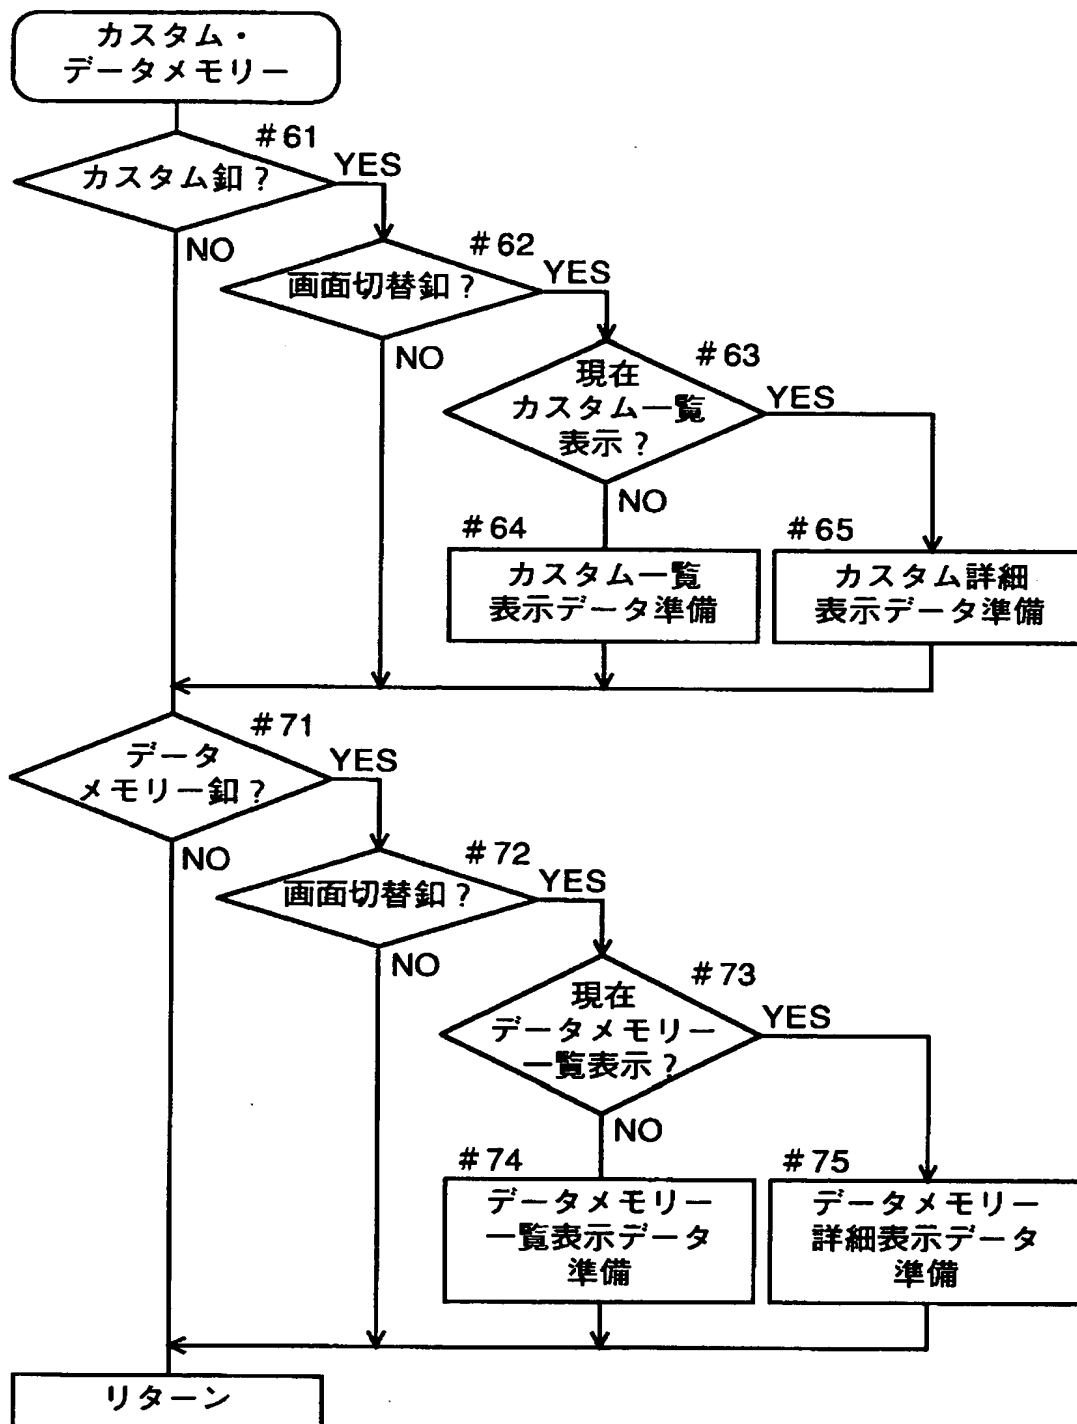 カスタム・
データメモリー
#61
カスタム釦?
YES
NO
#62
画面切替釦?
YES
NO
#63
現在
カスタム一覧
表示?
YES
NO
#64
カスタム一覧
表示データ準備
#65
カスタム詳細
表示データ準備
#71
データ
メモリー釦?
YES
NO
#72
画面切替釦?
YES
NO
#73
現在
データメモリー
一覧表示?
YES
NO
#74
データメモリー
一覧表示データ
準備
#75
データメモリー
詳細表示データ
準備
リターン